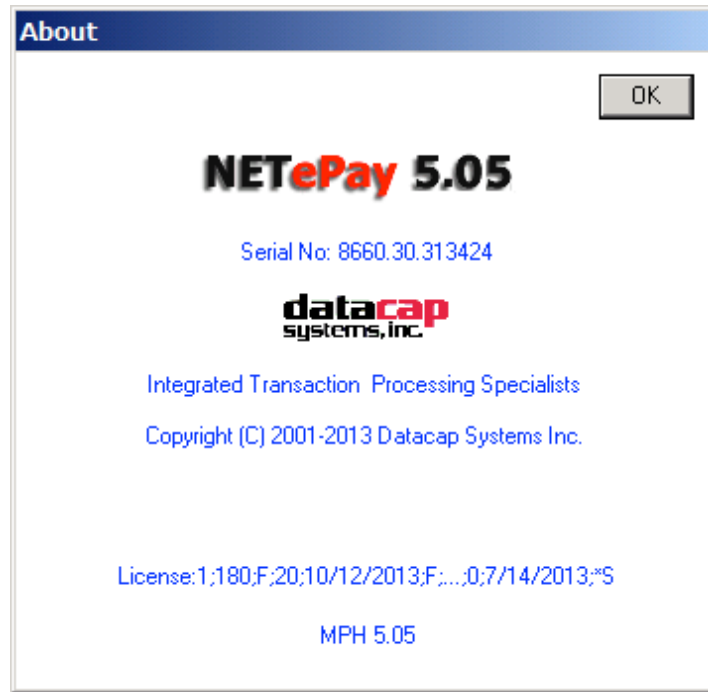 About
OK
NETePay 5.05
Serial No: 8660.30.313424
datacap
systems, inc.
Integrated Transaction Processing Specialists
Copyright (C) 2001-2013 Datacap Systems Inc.
License:1;180;F;20;10/12/2013;F;...;0;7/14/2013;*S
MPH 5.05